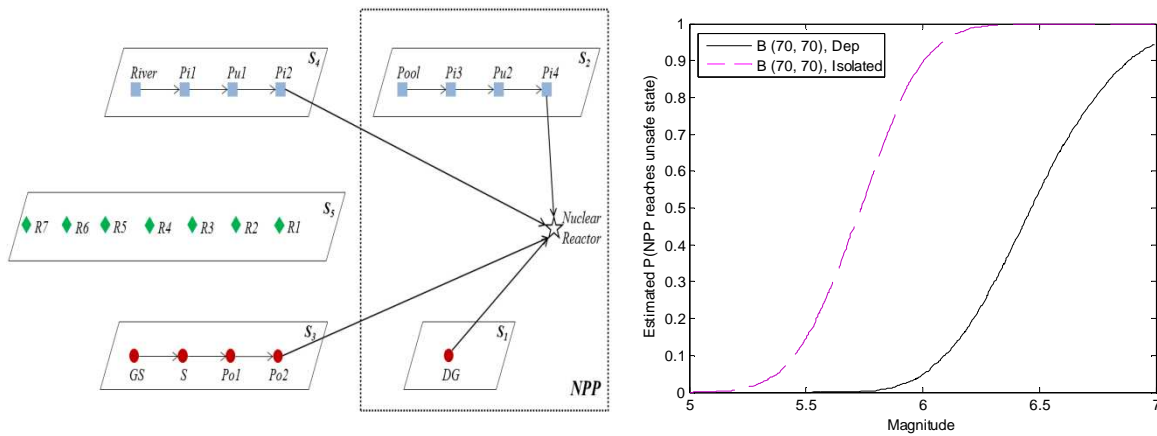 S₄
River Pi1 Pu1 Pi2
S₂
Pool Pi3 Pu2 Pi4
S₅
R7 R6 R5 R4 R3 R2 R1
Nuclear
Reactor
S₃
GS S Po1 Po2
S₁
DG
NPP
B (70, 70), Dep
B (70, 70), Isolated
Estimated P(NPP reaches unsafe state)
1
0.9
0.8
0.7
0.6
0.5
0.4
0.3
0.2
0.1
0
5 5.5 6 6.5 7
Magnitude